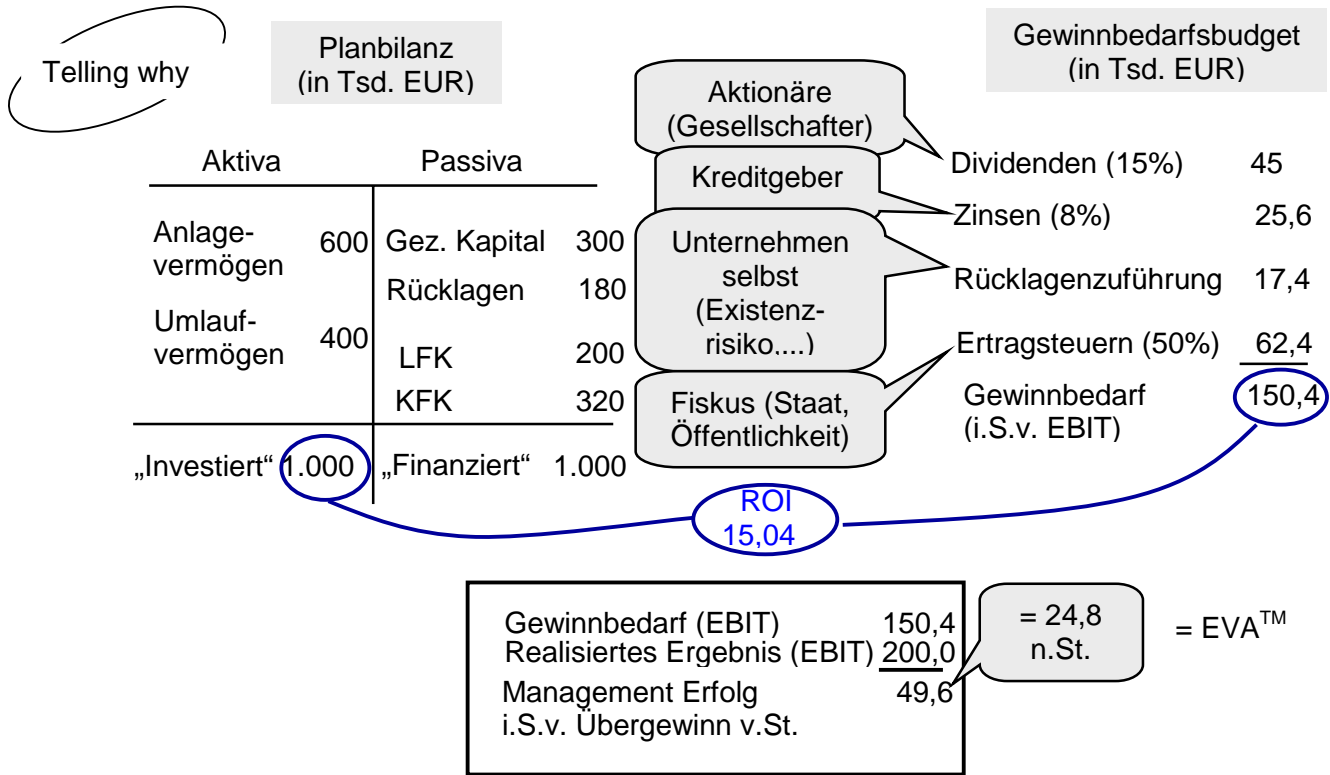 Telling why
Planbilanz
(in Tsd. EUR)
Gewinnbedarfsbudget
(in Tsd. EUR)
Aktiva Passiva
Anlage-
vermögen 600
Umlauf-
vermögen 400
Gez. Kapital 300
Rücklagen 180
LFK 200
KFK 320
„Investiert“ 1.000 „Finanziert“ 1.000
Aktionäre
(Gesellschafter)
Kreditgeber
Unternehmen
selbst
(Existenz-
risiko,...)
Fiskus (Staat,
Öffentlichkeit)
Dividenden (15%) 45
Zinsen (8%) 25,6
Rücklagenzuführung 17,4
Ertragsteuern (50%) 62,4
Gewinnbedarf 150,4
(i.S.v. EBIT)
ROI
15,04
Gewinnbedarf (EBIT) 150,4
Realisiertes Ergebnis (EBIT) 200,0
Management Erfolg 49,6
i.S.v. Übergewinn v.St.
= 24,8
n.St.
= EVA™